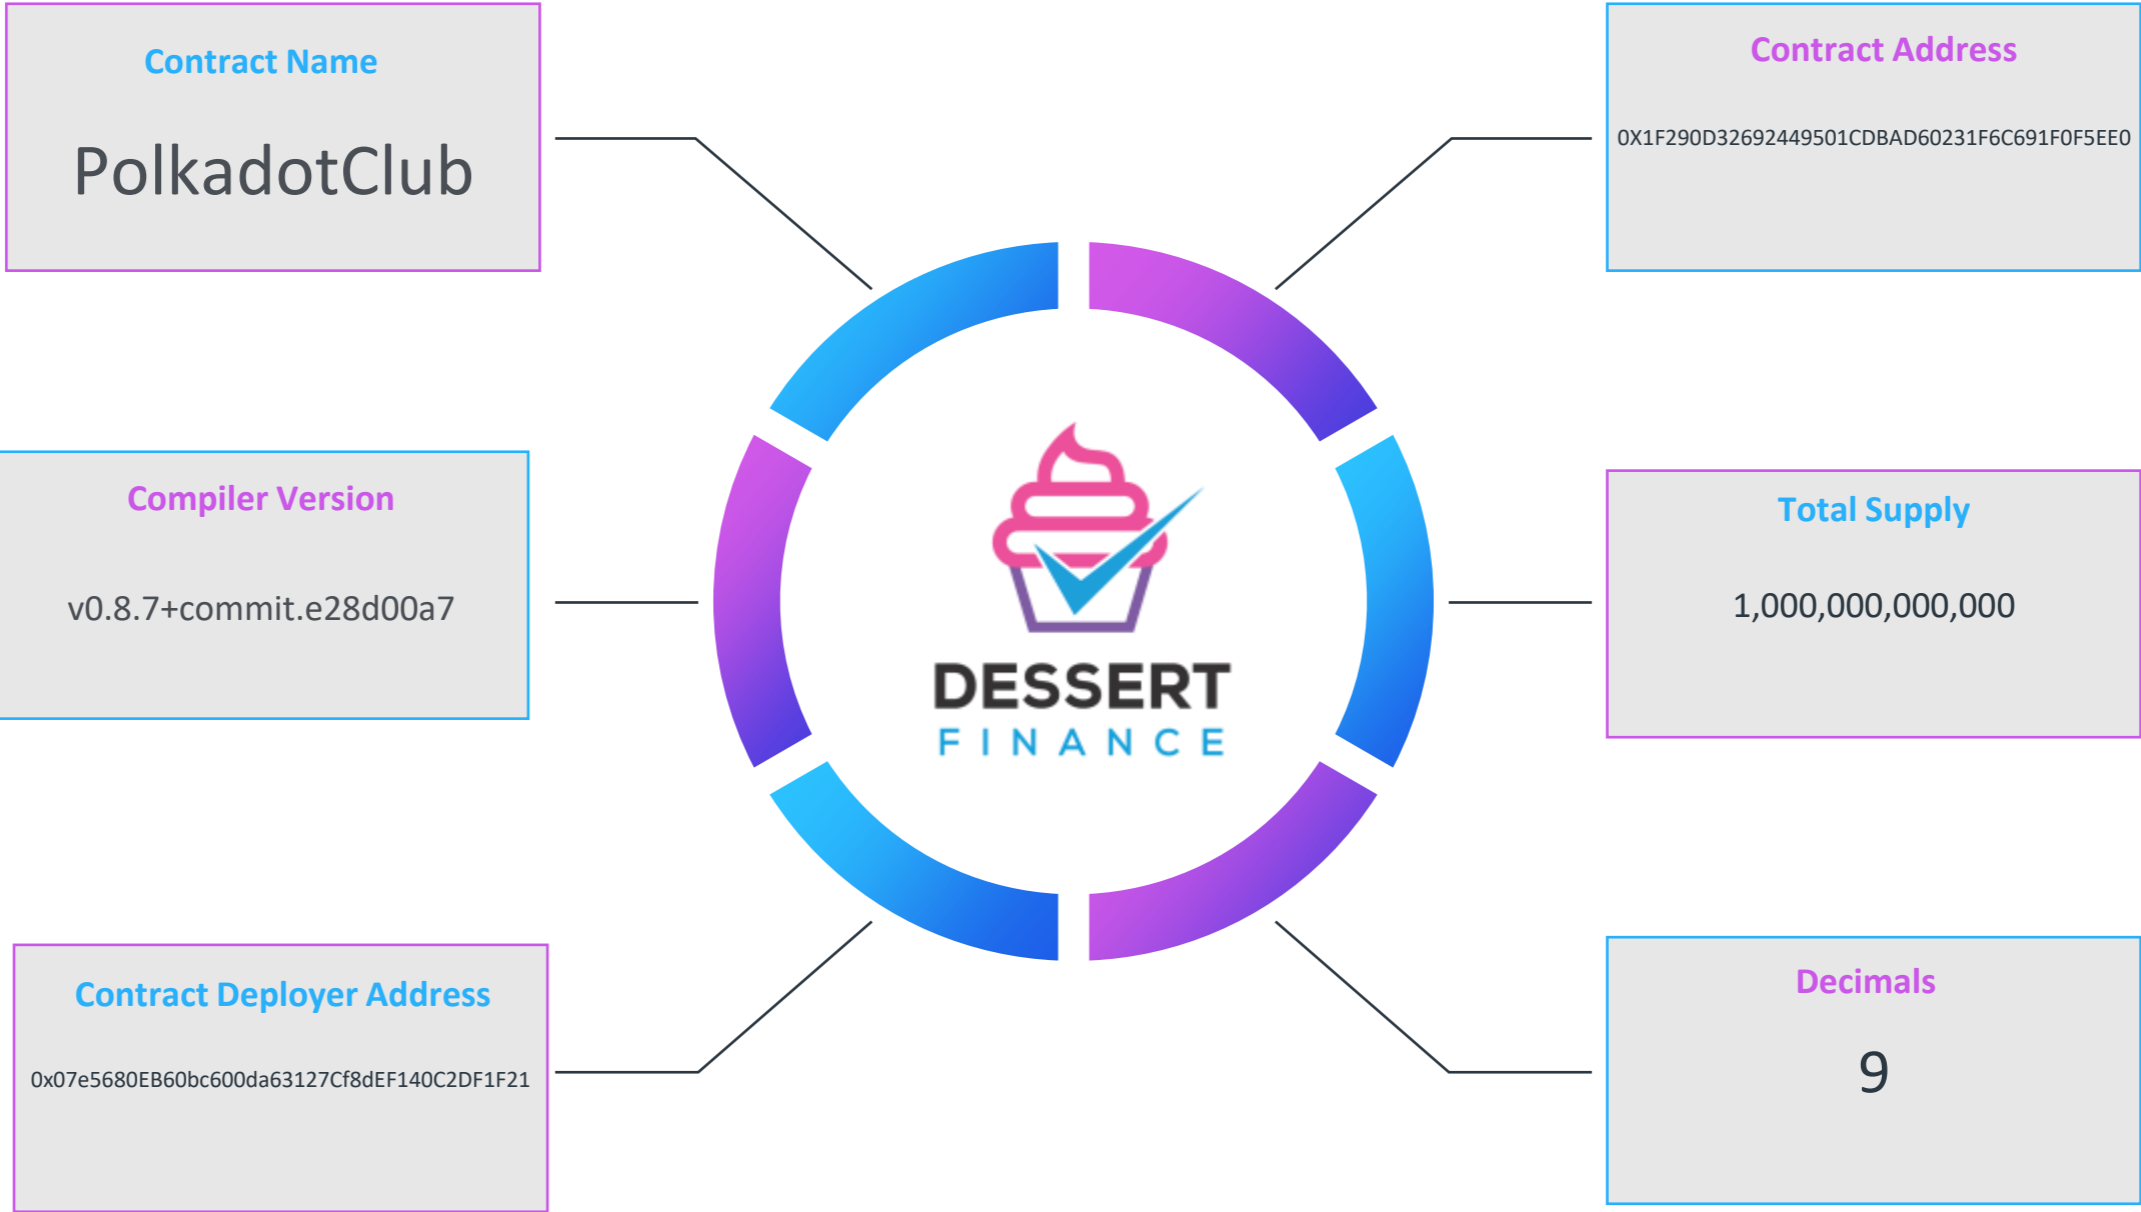 Contract Name
PolkadotClub
Contract Address
0X1F290D32692449501CDBAD60231F6C691F0F5EE0
Compiler Version
v0.8.7+commit.e28d00a7
DESSERT
FINANCE
Total Supply
1,000,000,000,000
Contract Deployer Address
0x07e5680EB60bc600da63127Cf8dEF140C2DF1F21
Decimals
9